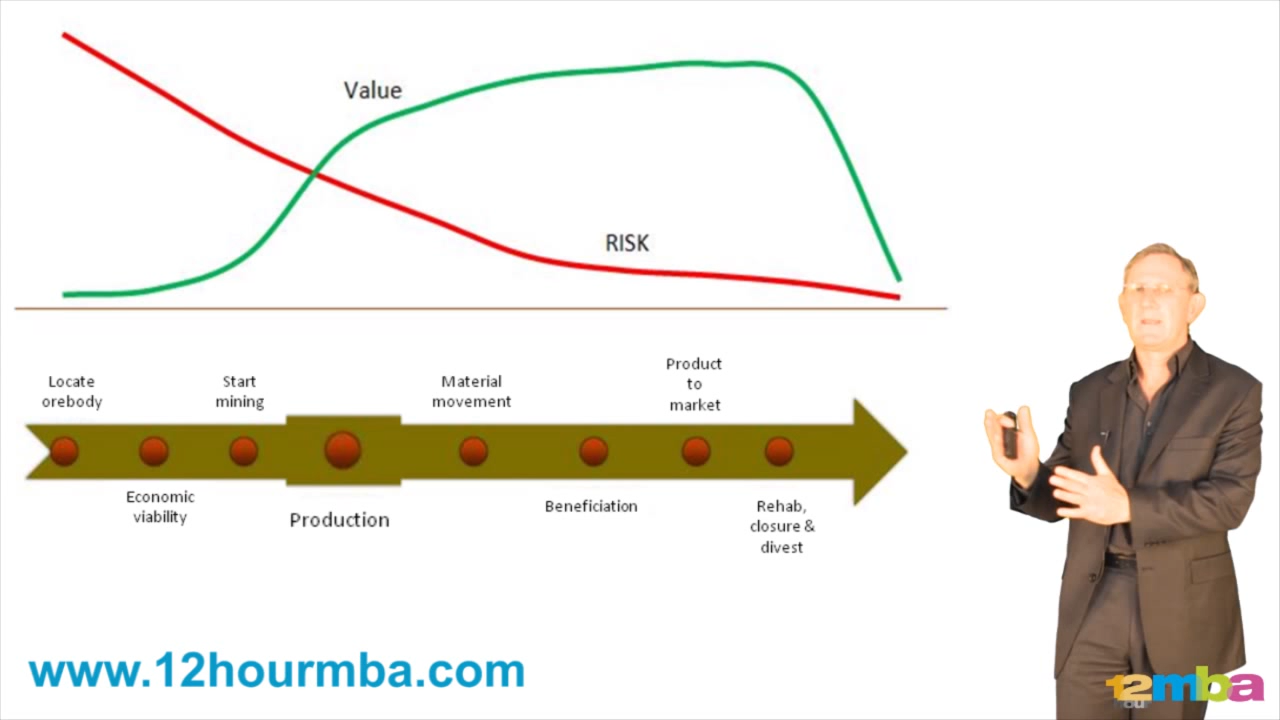 Value
RISK
Locate
orebody
Start
mining
Material
movement
Product
to
market
Economic
viability
Production
Beneficiation
Rehab,
closure &
divest
www.12hourmba.com
12mba
hour